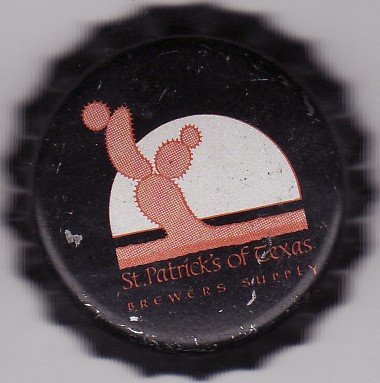 St. Patrick's of Texas
BREWERS SUPPLY